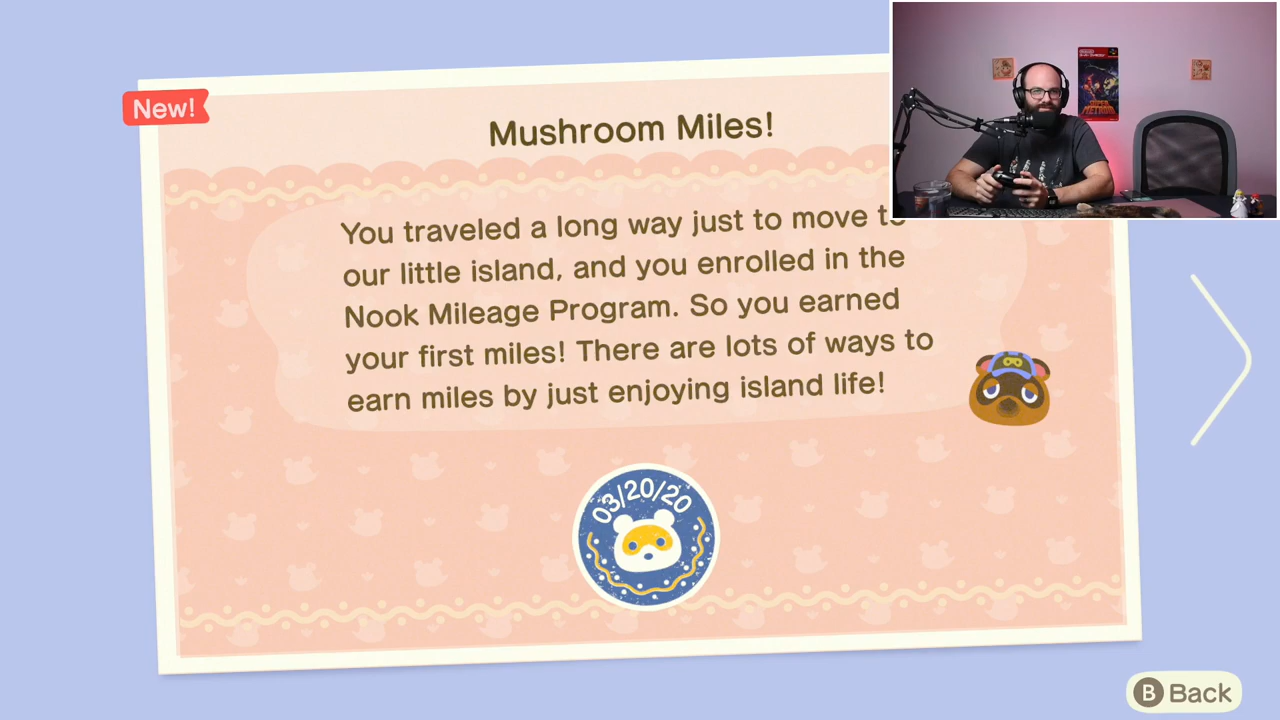 New!
Mushroom Miles!
You traveled a long way just to move to
our little island, and you enrolled in the
Nook Mileage Program. So you earned
your first miles! There are lots of ways to
earn miles by just enjoying island life!
03/20/20
B Back
SUPER
METROID